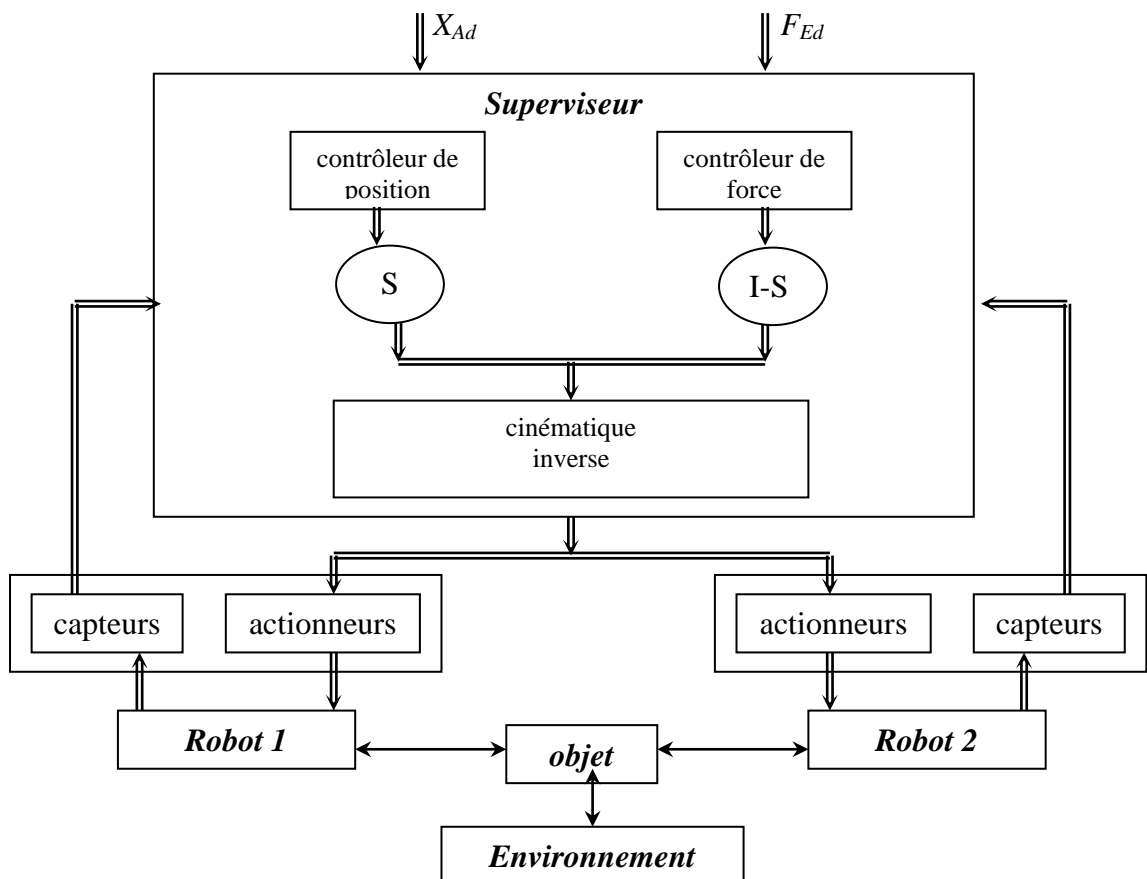 X_Ad F_Ed
Superviseur
contrôleur de
position
contrôleur de
force
S
I-S
cinématique
inverse
capteurs
actionneurs
actionneurs
capteurs
Robot 1
objet
Robot 2
Environnement